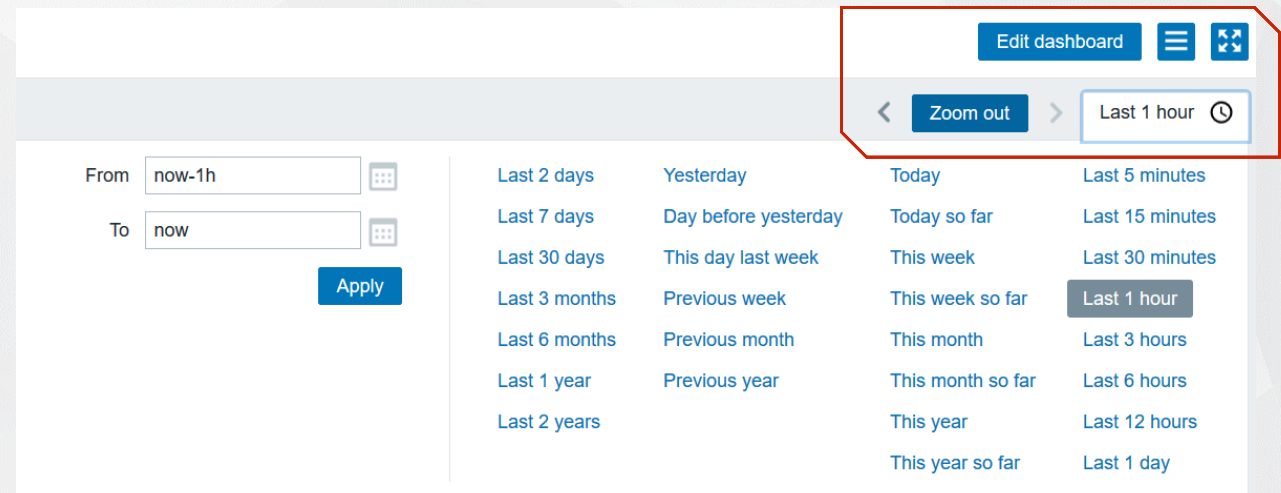 Edit dashboard
Zoom out
Last 1 hour
From now-1h
To now
Apply
Last 2 days
Last 7 days
Last 30 days
Last 3 months
Last 6 months
Last 1 year
Last 2 years
Yesterday
Day before yesterday
This day last week
Previous week
Previous month
Previous year
Today
Today so far
This week
This week so far
This month
This month so far
This year
This year so far
Last 5 minutes
Last 15 minutes
Last 30 minutes
Last 1 hour
Last 3 hours
Last 6 hours
Last 12 hours
Last 1 day